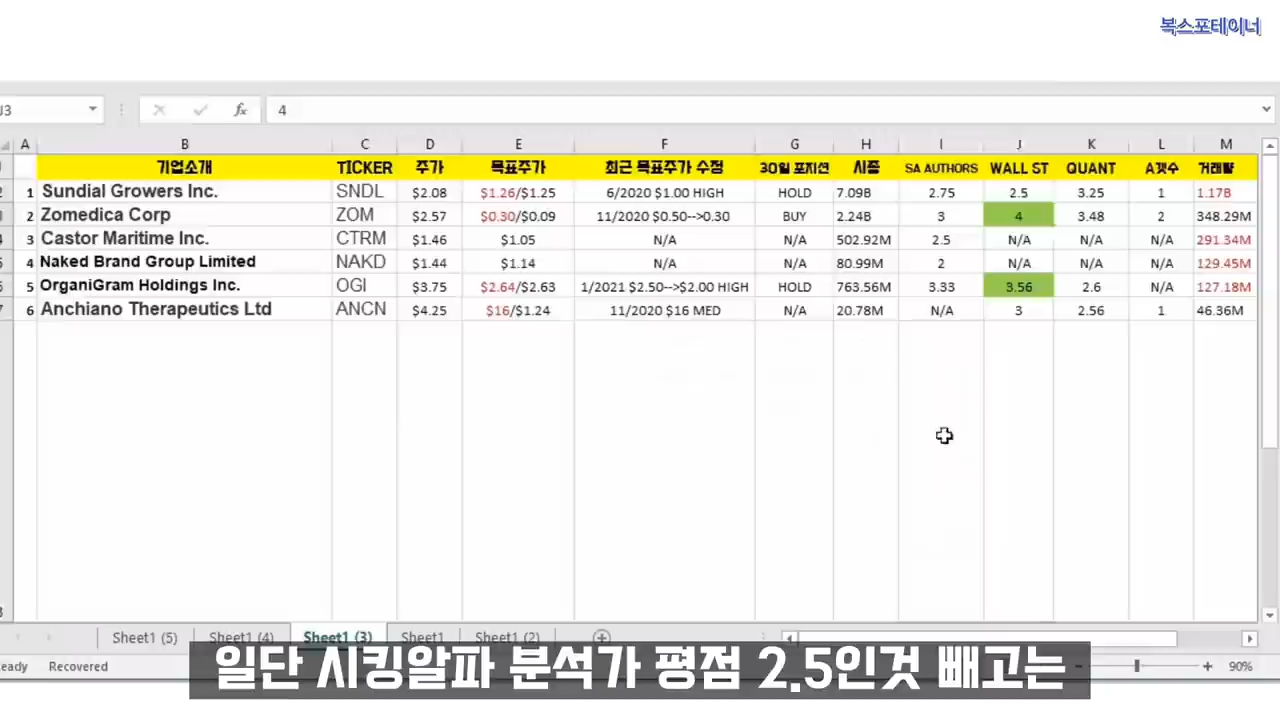 복스포테이너
J3 fx 4
A B C D E F G H I J K L M
기업소개 TICKER 주가 목표주가 최근 목표주가 수정 30일 포지션 시총 SA AUTHORS WALL ST QUANT A갯수 거래량
2 1 Sundial Growers Inc. SNDL $2.08 $1.26/$1.25 6/2020 $1.00 HIGH HOLD 7.09B 2.75 2.5 3.25 1 1.17B
3 2 Zomedica Corp ZOM $2.57 $0.30/$0.09 11/2020 $0.50-->0.30 BUY 2.24B 3 4 3.48 2 348.29M
4 3 Castor Maritime Inc. CTRM $1.46 $1.05 N/A N/A 502.92M 2.5 N/A N/A N/A 291.34M
5 4 Naked Brand Group Limited NAKD $1.44 $1.14 N/A N/A 80.99M 2 N/A N/A N/A 129.45M
6 5 OrganiGram Holdings Inc. OGI $3.75 $2.64/$2.63 1/2021 $2.50-->$2.00 HIGH HOLD 763.56M 3.33 3.56 2.6 N/A 127.18M
7 6 Anchiano Therapeutics Ltd ANCN $4.25 $16/$1.24 11/2020 $16 MED N/A 20.78M N/A 3 2.56 1 46.36M
Sheet1 (5) Sheet1 (4) Sheet1 (3) Sheet1 Sheet1 (2)
eady Recovered 90%
일단 시킹알파 분석가 평점 2.5인것 빼고는